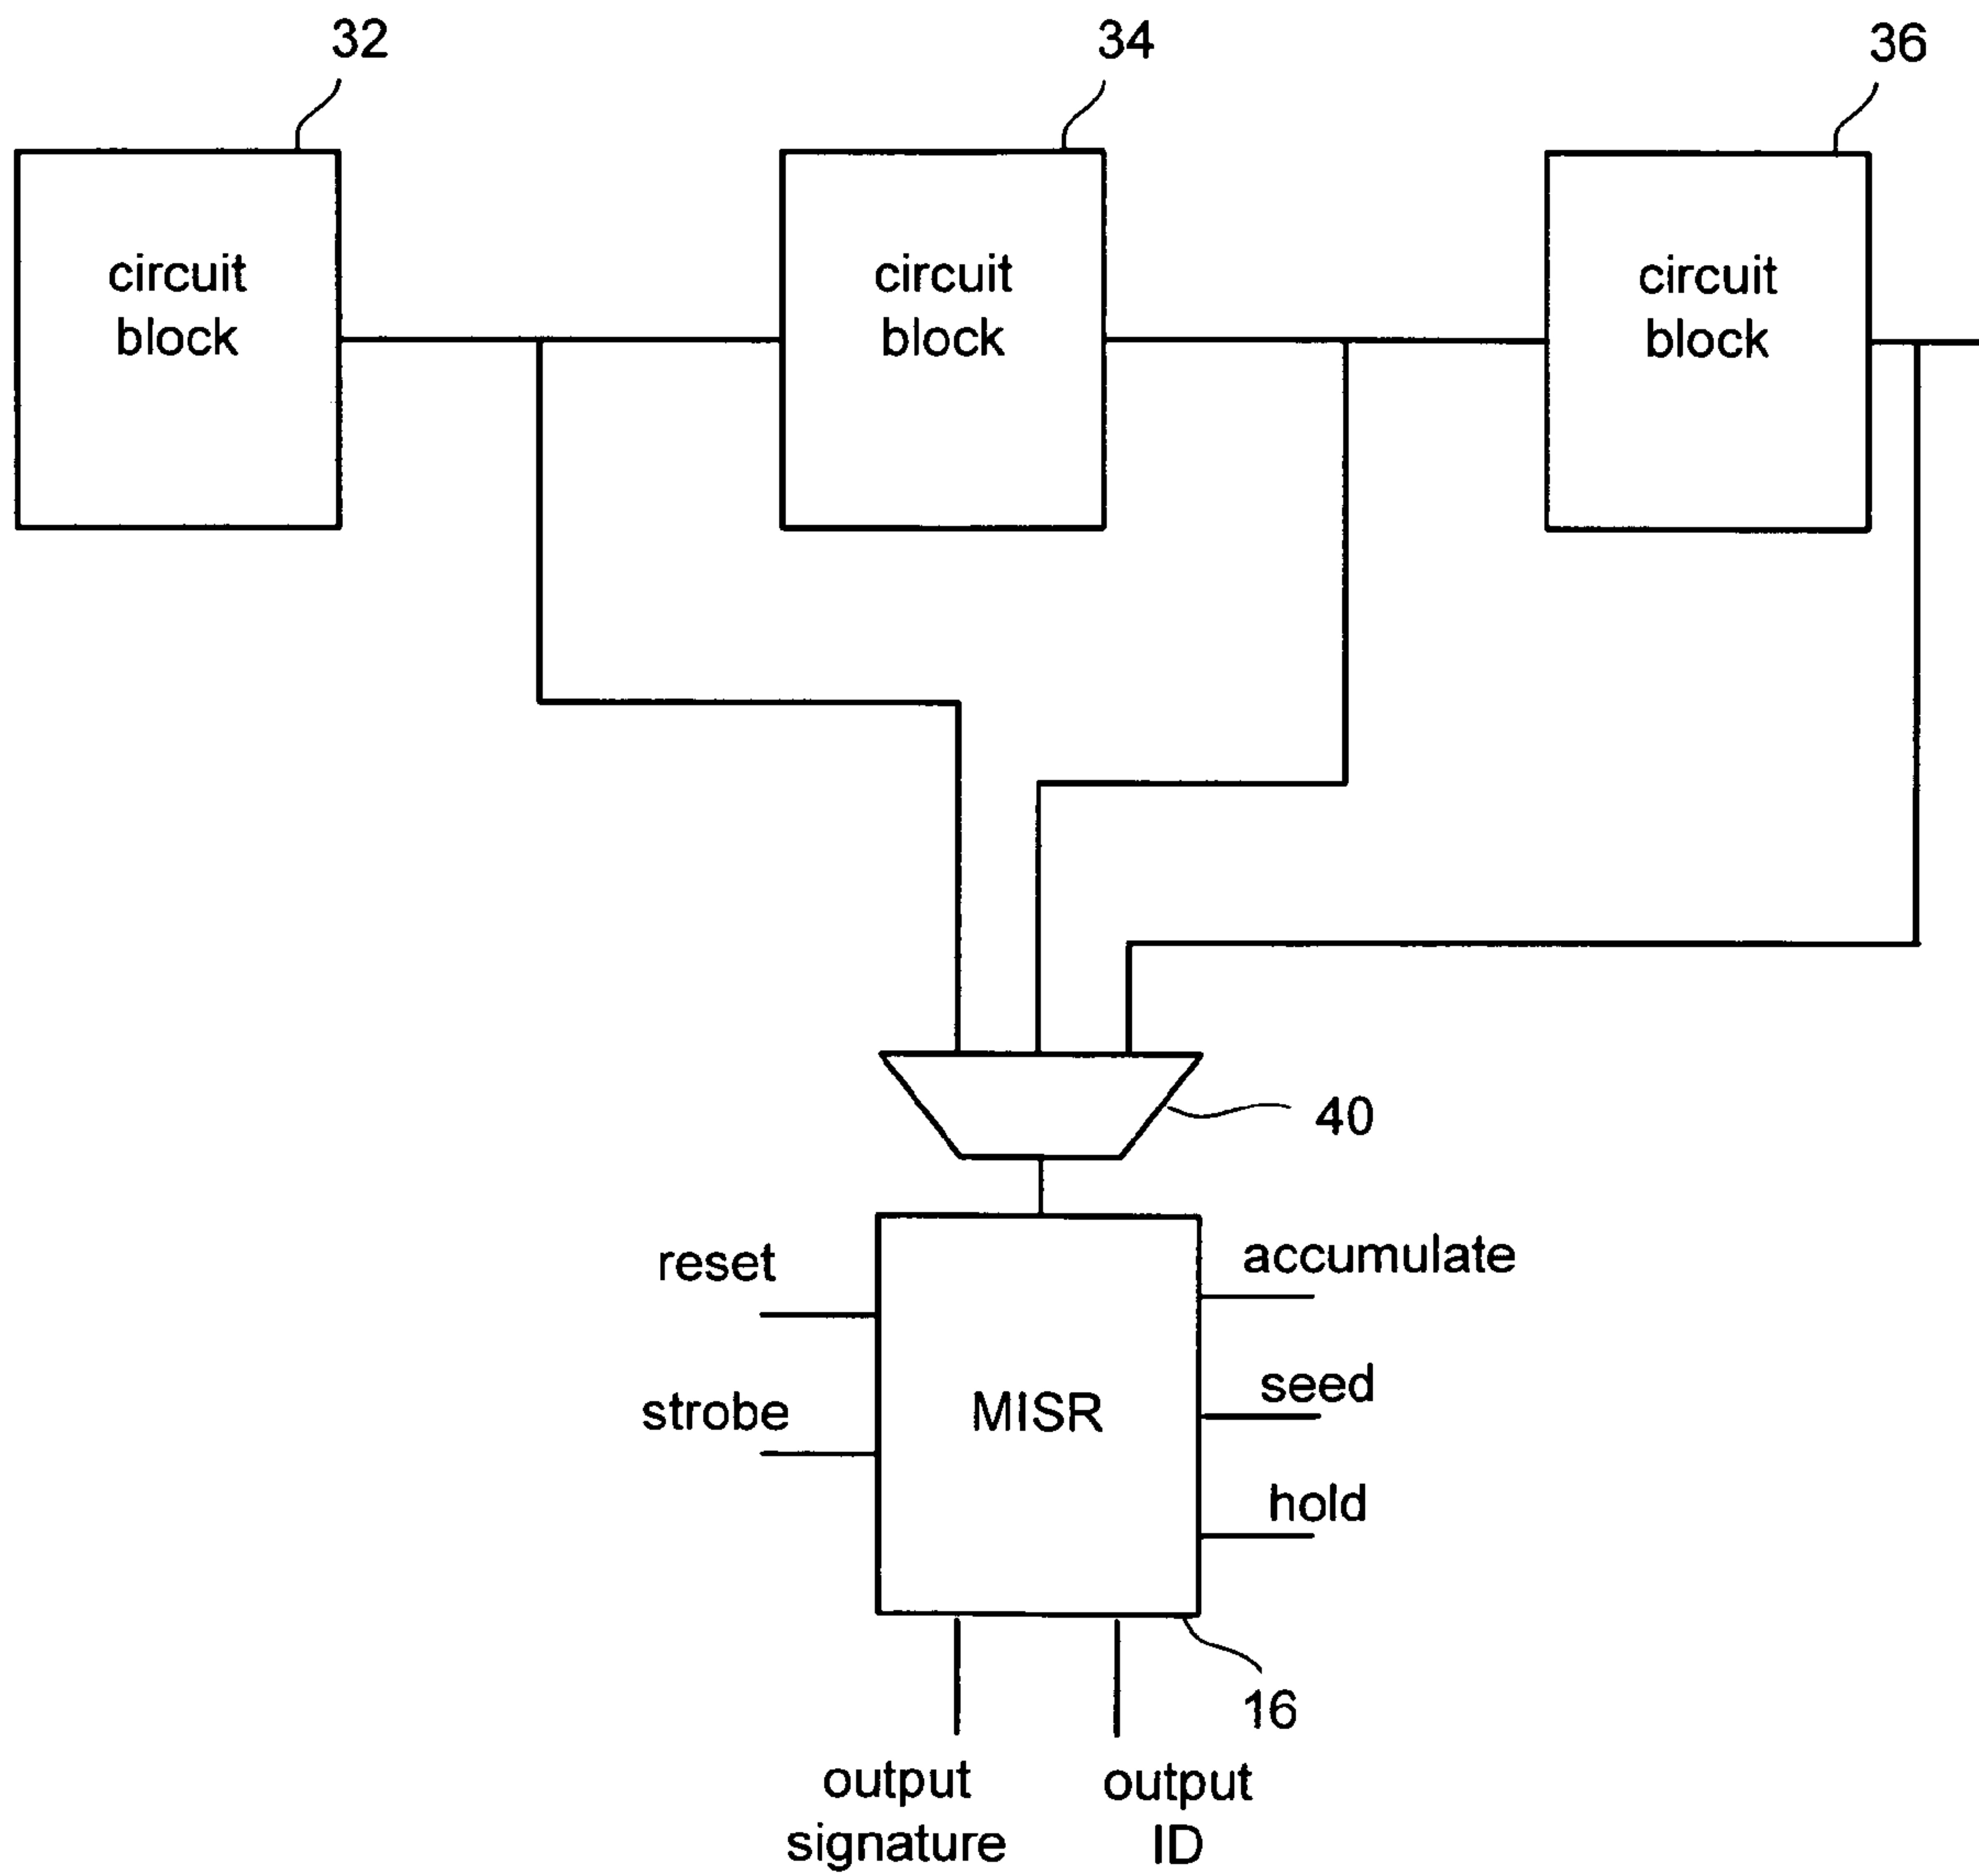 32
34
36
circuit
block
circuit
block
circuit
block
40
reset
accumulate
strobe
MISR
seed
hold
16
output
signature
output
ID